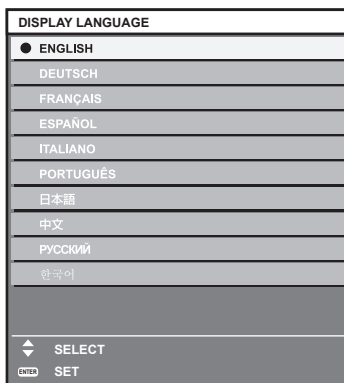 DISPLAY LANGUAGE
ENGLISH
DEUTSCH
FRANÇAIS
ESPAÑOL
ITALIANO
PORTUGUÊS
日本語
中文
РУССКИЙ
한국어
SELECT
ENTER SET